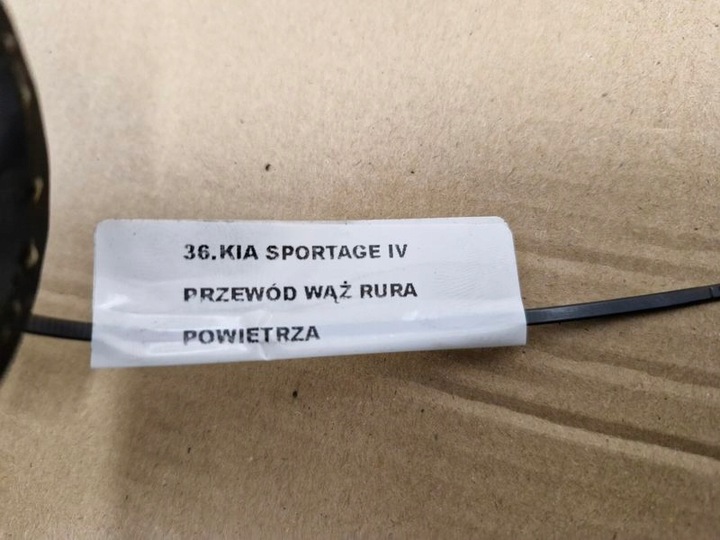 36.KIA SPORTAGE IV
PRZEWÓD WĄŻ RURA
POWIETRZA